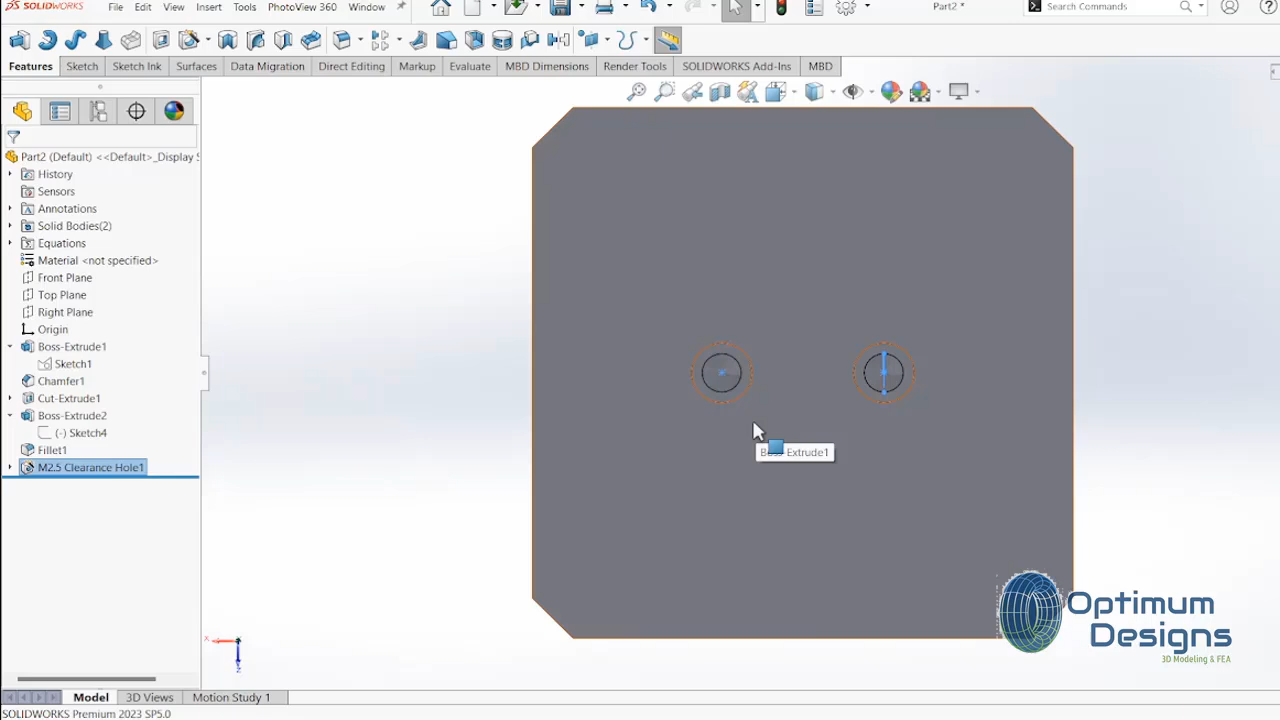 SOLIDWORKS File Edit View Insert Tools PhotoView 360 Window Part2 * Search Commands
Features Sketch Sketch Ink Surfaces Data Migration Direct Editing Markup Evaluate MBD Dimensions Render Tools SOLIDWORKS Add-Ins MBD
Part2 (Default) <<Default>_Display S
History
Sensors
Annotations
Solid Bodies(2)
Equations
Material <not specified>
Front Plane
Top Plane
Right Plane
Origin
Boss-Extrude1
Sketch1
Chamfer1
Cut-Extrude1
Boss-Extrude2
(-) Sketch4
Fillet1
M2.5 Clearance Hole1
Extrude1
X
Z
Optimum
Designs
3D Modeling & FEA
Model 3D Views Motion Study 1
SOLIDWORKS Premium 2023 SP5.0